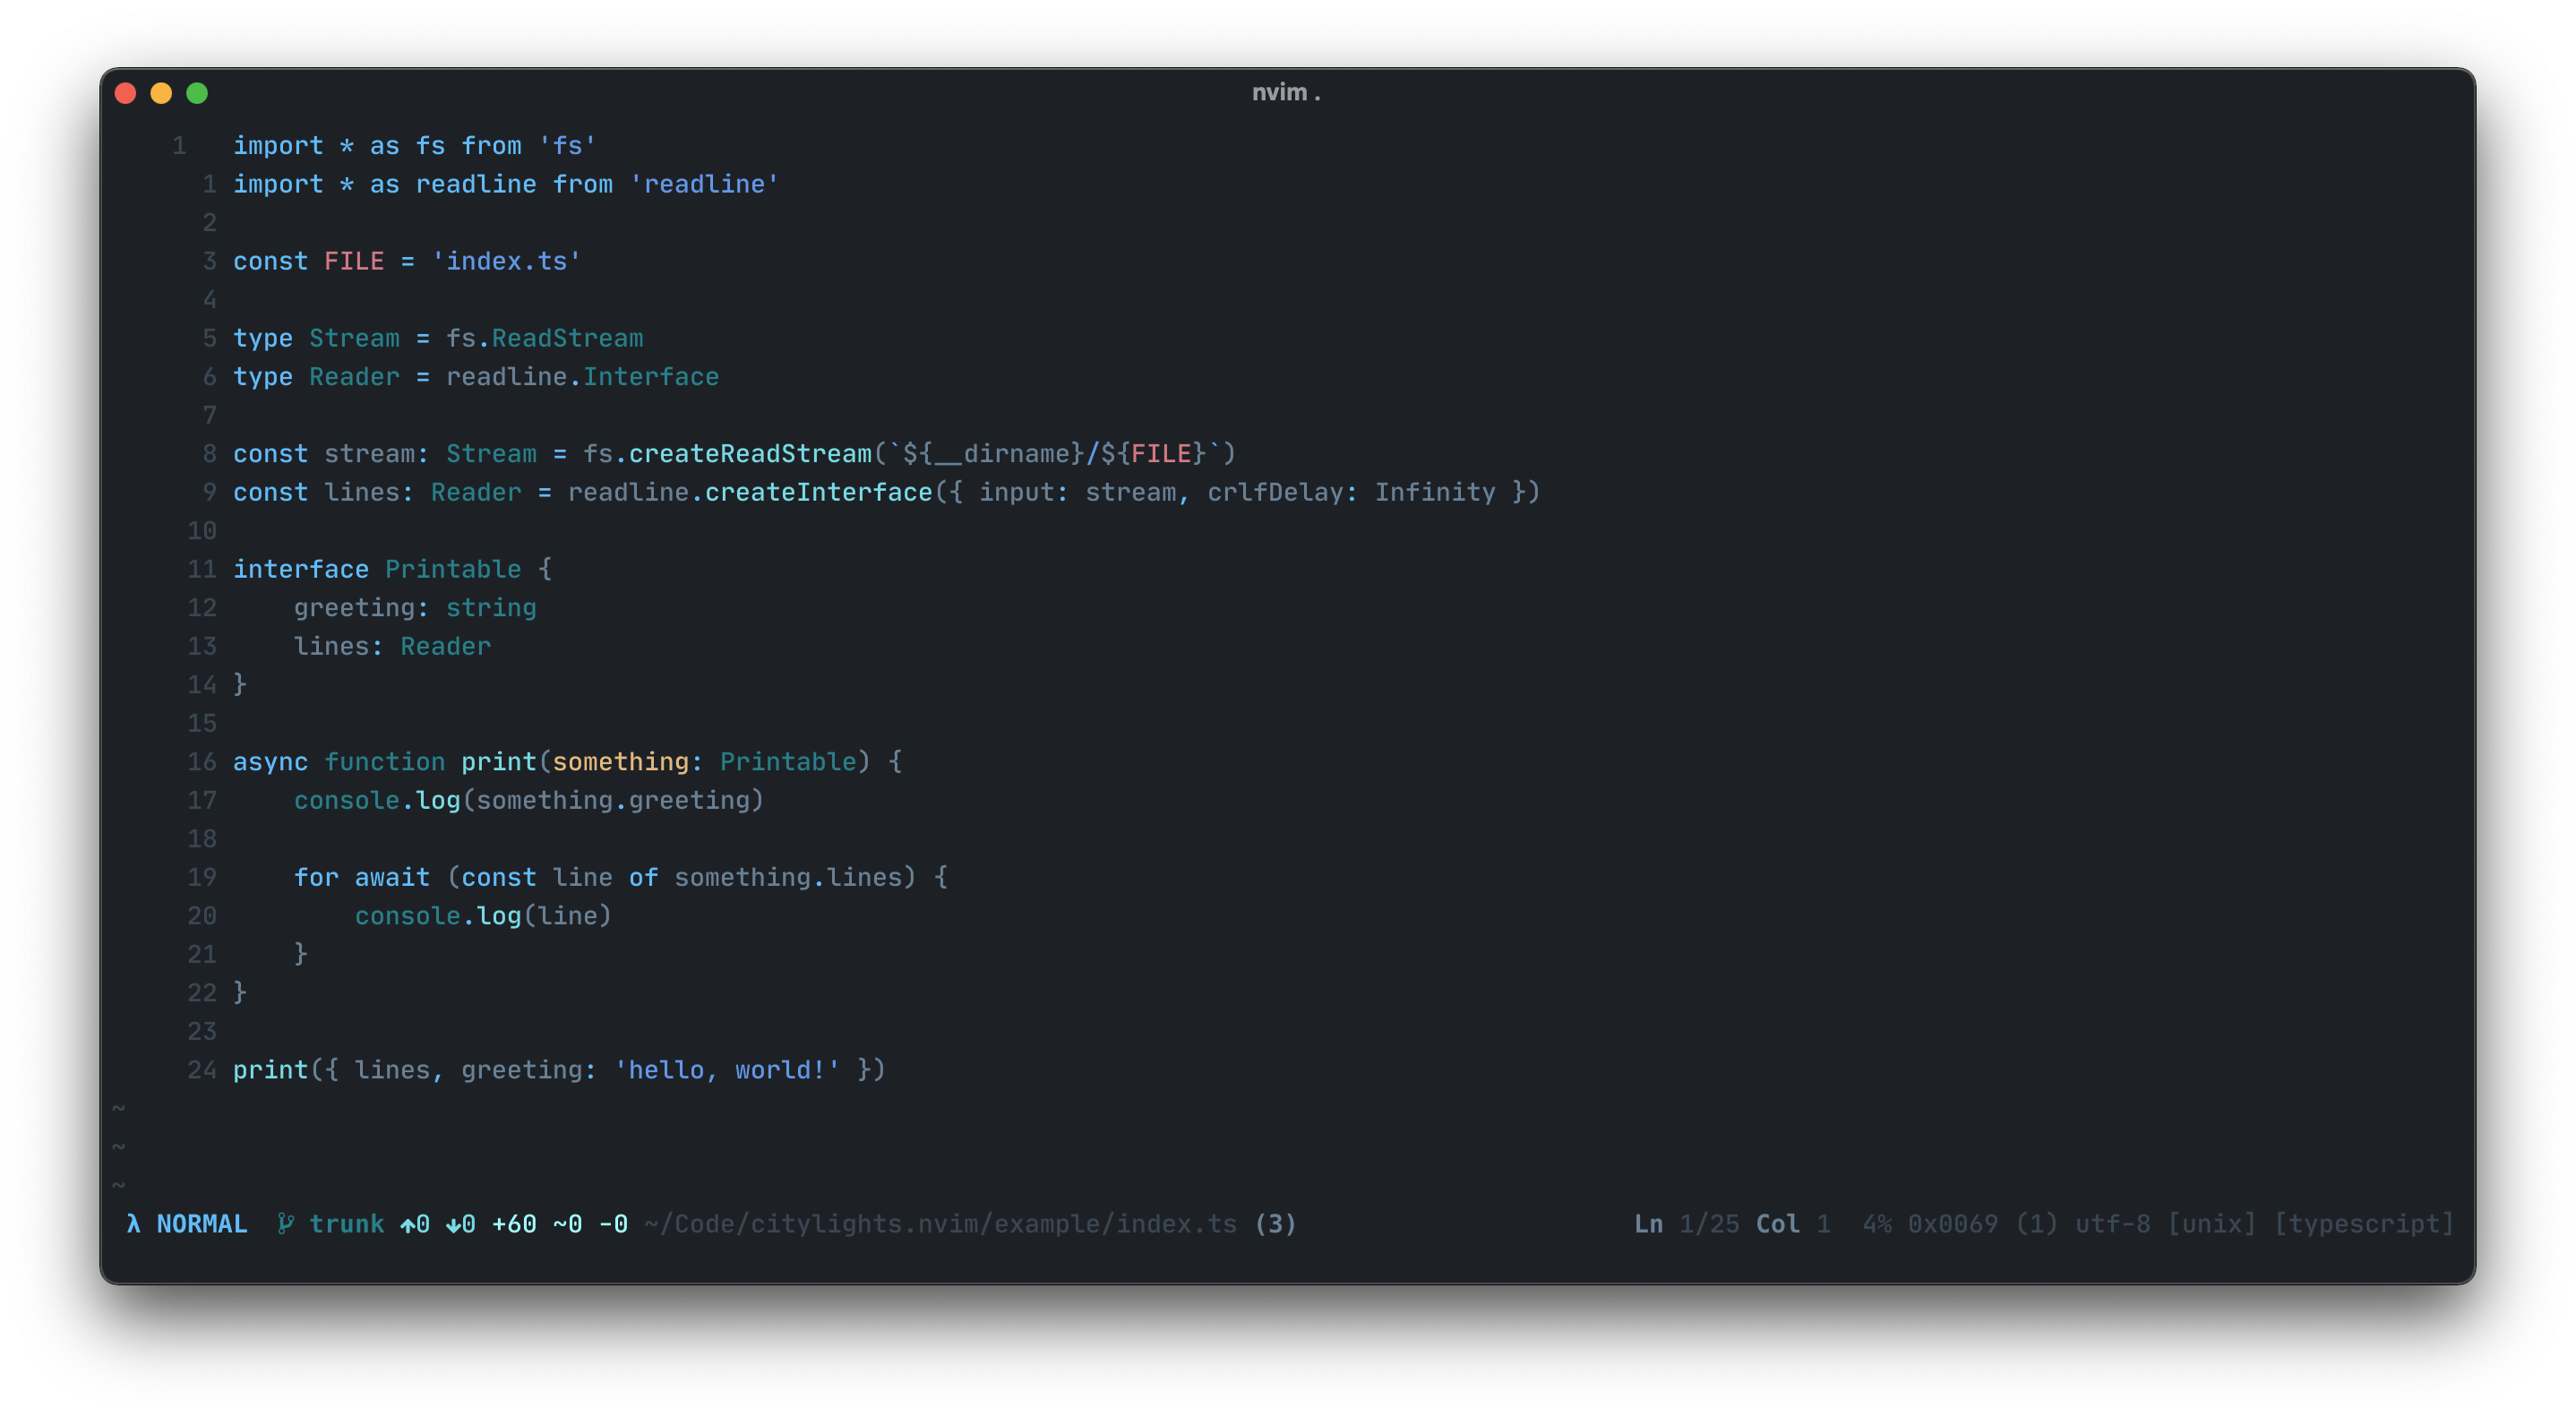 nvim .
1 import * as fs from 'fs'
1 import * as readline from 'readline'
2
3 const FILE = 'index.ts'
4
5 type Stream = fs.ReadStream
6 type Reader = readline.Interface
7
8 const stream: Stream = fs.createReadStream(`${__dirname}/${FILE}`)
9 const lines: Reader = readline.createInterface({ input: stream, crlfDelay: Infinity })
10
11 interface Printable {
12     greeting: string
13     lines: Reader
14 }
15
16 async function print(something: Printable) {
17     console.log(something.greeting)
18
19     for await (const line of something.lines) {
20         console.log(line)
21     }
22 }
23
24 print({ lines, greeting: 'hello, world!' })
~
~
~
λ NORMAL trunk ↑0 ↓0 +60 ~0 -0 ~/Code/citylights.nvim/example/index.ts (3) Ln 1/25 Col 1 4% 0x0069 (1) utf-8 [unix] [typescript]